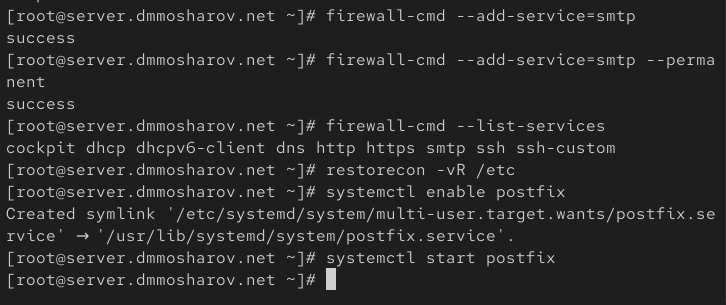 [root@server.dmmosharov.net ~]# firewall-cmd --add-service=smtp
success
[root@server.dmmosharov.net ~]# firewall-cmd --add-service=smtp --perma
nent
success
[root@server.dmmosharov.net ~]# firewall-cmd --list-services
cockpit dhcp dhcpv6-client dns http https smtp ssh ssh-custom
[root@server.dmmosharov.net ~]# restorecon -vR /etc
[root@server.dmmosharov.net ~]# systemctl enable postfix
Created symlink '/etc/systemd/system/multi-user.target.wants/postfix.se
rvice' → '/usr/lib/systemd/system/postfix.service'.
[root@server.dmmosharov.net ~]# systemctl start postfix
[root@server.dmmosharov.net ~]#